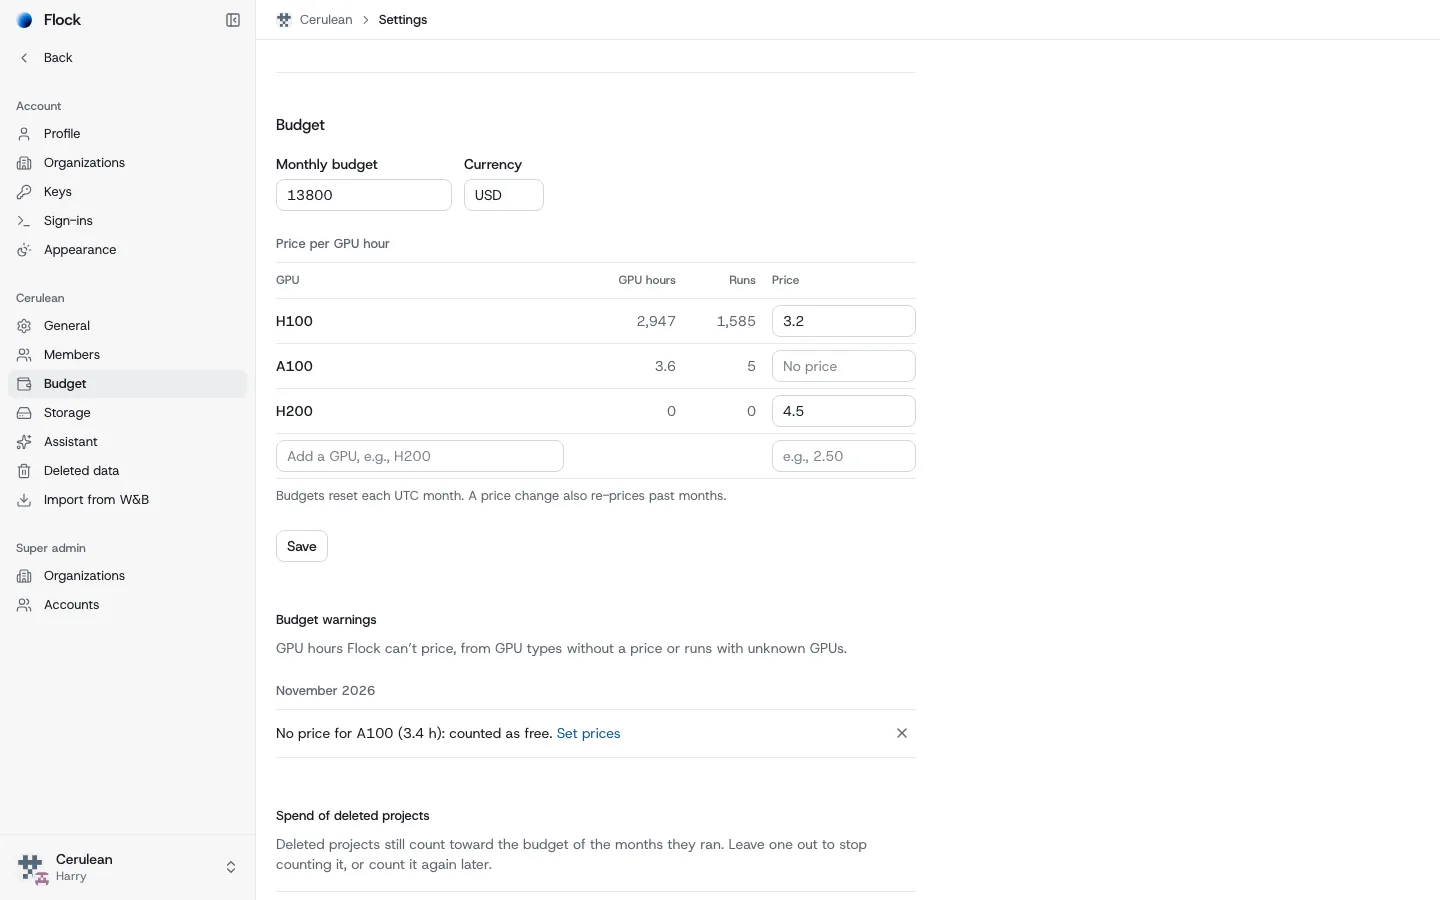 Flock
Back
Account
Profile
Organizations
Keys
Sign-ins
Appearance
Cerulean
General
Members
Budget
Storage
Assistant
Deleted data
Import from W&B
Super admin
Organizations
Accounts
Cerulean
Harry
Cerulean > Settings
Budget
Monthly budget Currency
13800 USD
Price per GPU hour
GPU GPU hours Runs Price
H100 2,947 1,585 3.2
A100 3.6 5 No price
H200 0 0 4.5
Add a GPU, e.g., H200 e.g., 2.50
Budgets reset each UTC month. A price change also re-prices past months.
Save
Budget warnings
GPU hours Flock can’t price, from GPU types without a price or runs with unknown GPUs.
November 2026
No price for A100 (3.4 h): counted as free. Set prices
Spend of deleted projects
Deleted projects still count toward the budget of the months they ran. Leave one out to stop
counting it, or count it again later.